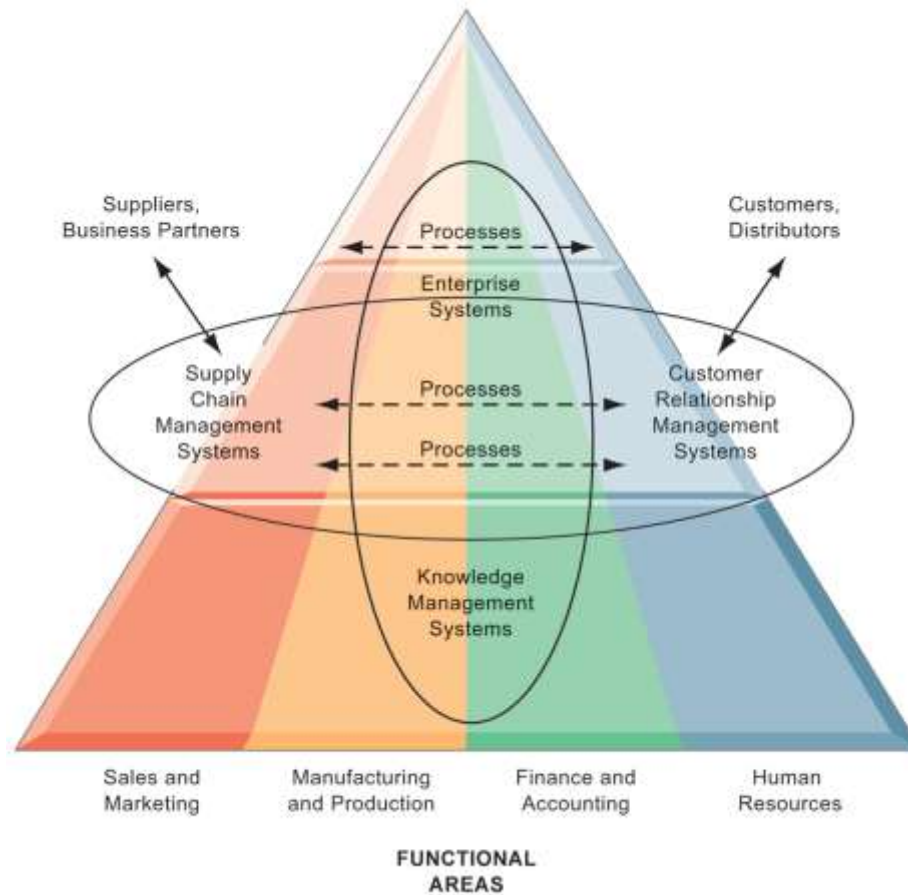 Suppliers,
Business Partners
Customers,
Distributors
Processes
Enterprise
Systems
Supply
Chain
Management
Systems
Processes
Processes
Customer
Relationship
Management
Systems
Knowledge
Management
Systems
Sales and
Marketing
Manufacturing
and Production
Finance and
Accounting
Human
Resources
FUNCTIONAL
AREAS